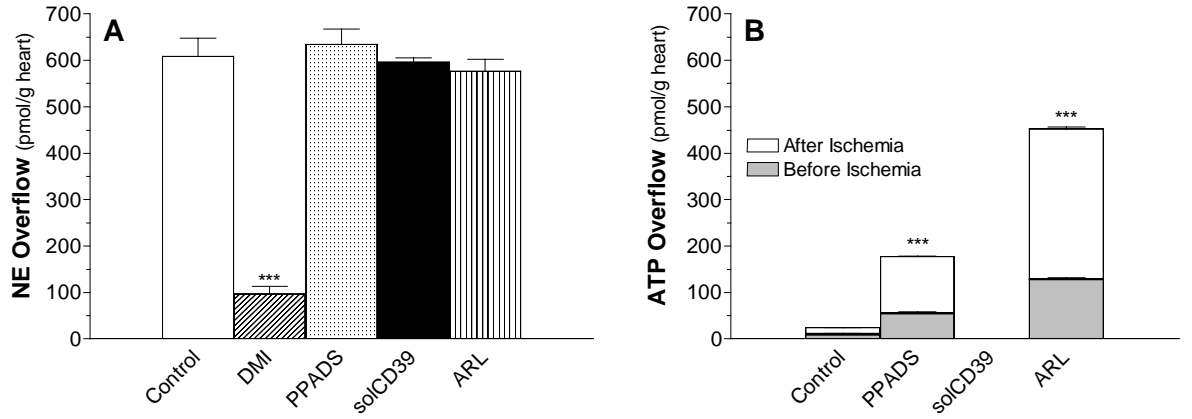 A
NE Overflow (pmol/g heart)
700
600
500
400
300
200
100
0
***
Control
DMI
PPADS
solCD39
ARL
B
ATP Overflow (pmol/g heart)
700
600
500
400
300
200
100
0
After Ischemia
Before Ischemia
***
***
Control
PPADS
solCD39
ARL